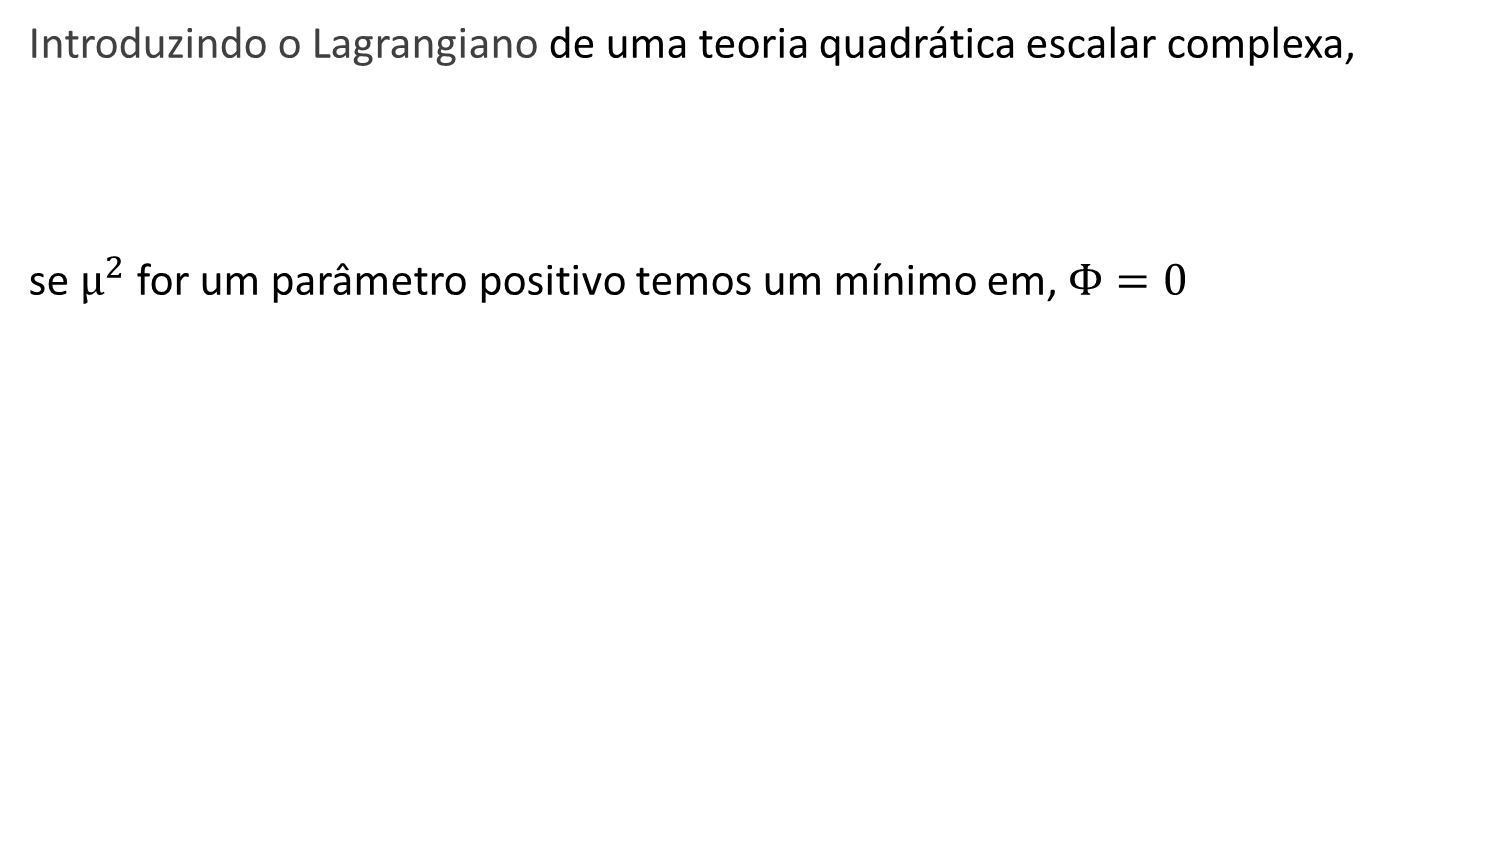 Introduzindo o Lagrangiano de uma teoria quadrática escalar complexa,
se μ² for um parâmetro positivo temos um mínimo em, Φ = 0